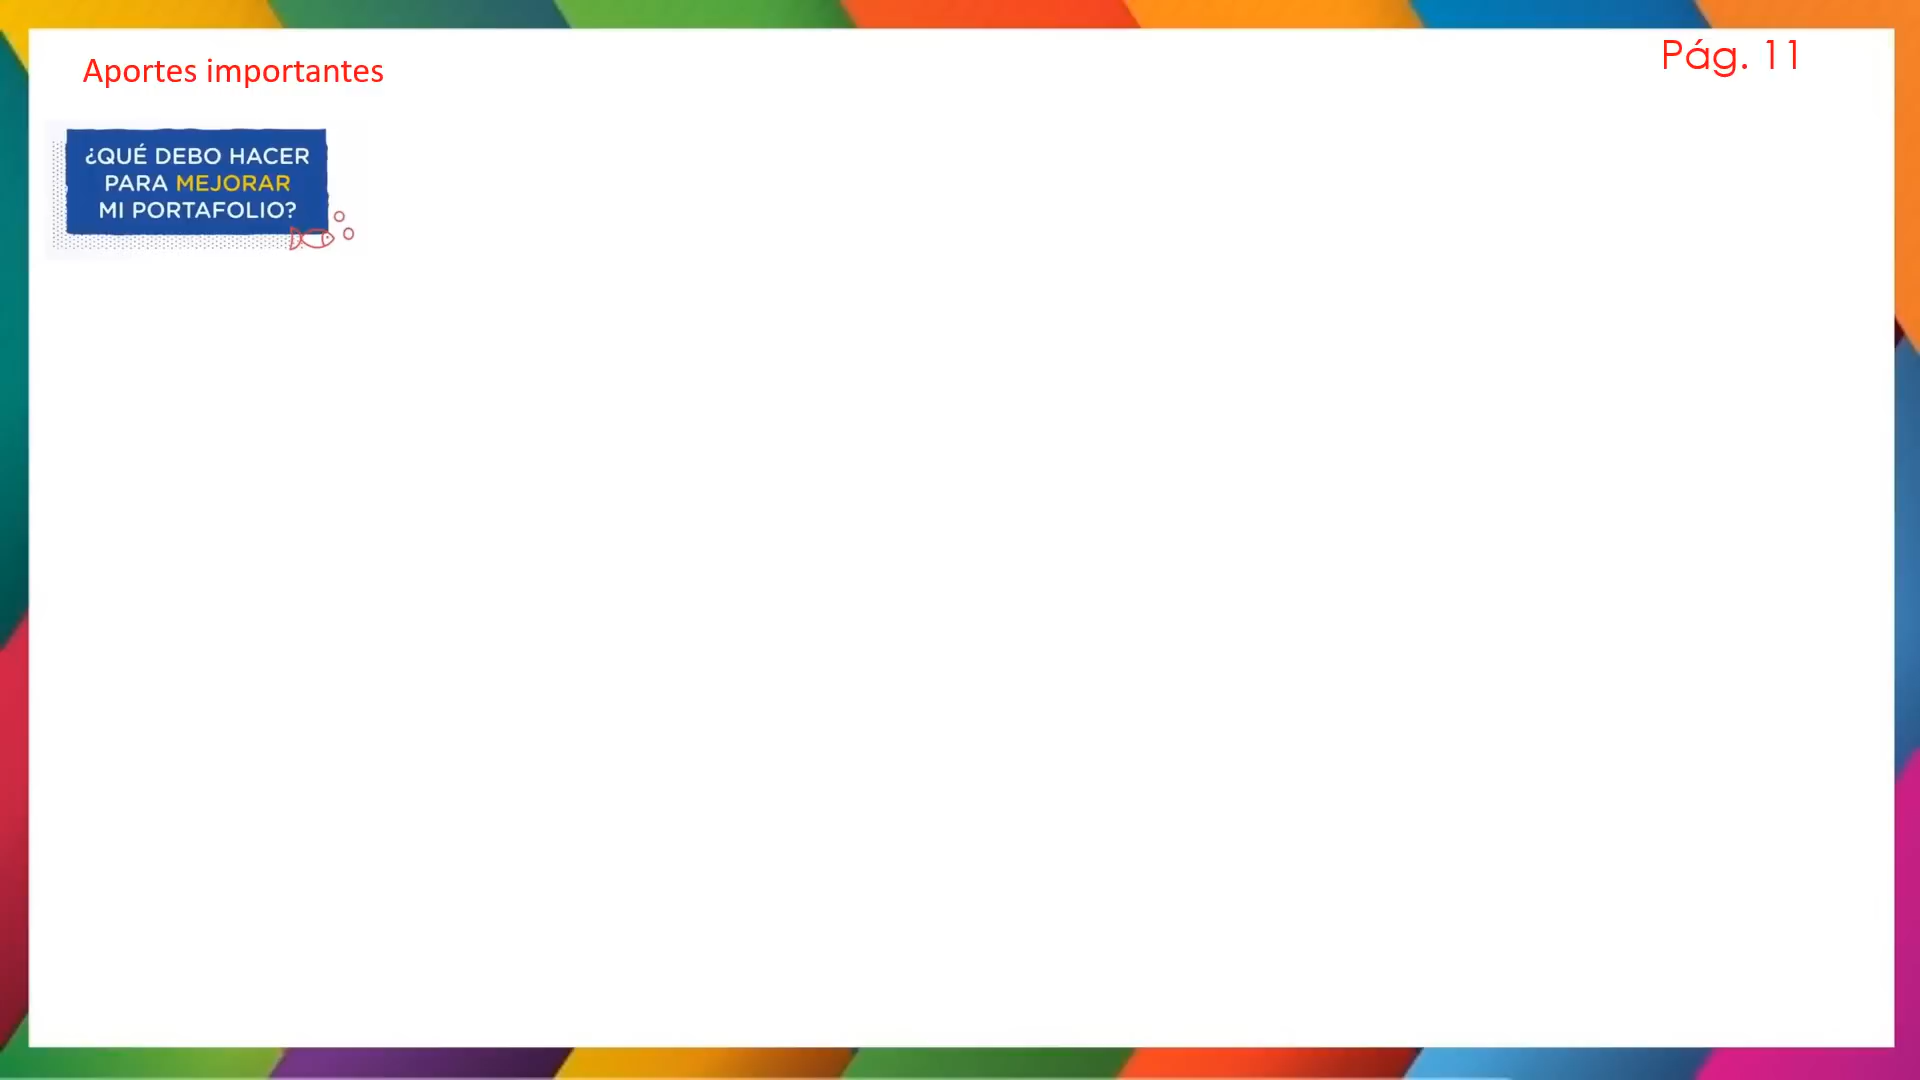 Aportes importantes
Pág. 11
¿QUÉ DEBO HACER
PARA MEJORAR
MI PORTAFOLIO?